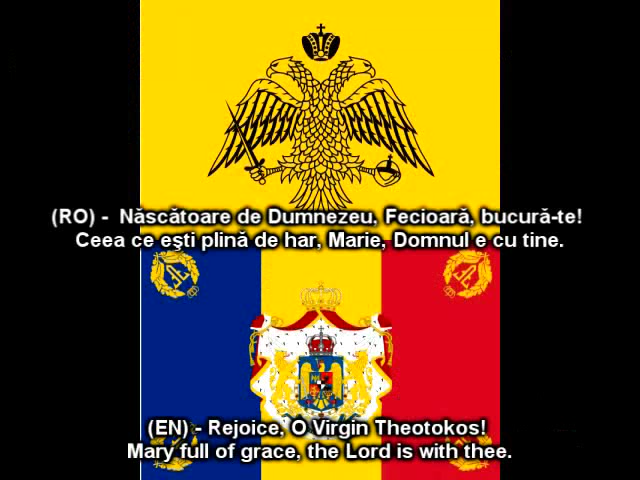 (RO) - Născătoare de Dumnezeu, Fecioară, bucură-te!
Ceea ce eşti plină de har, Marie, Domnul e cu tine.
(EN) - Rejoice, O Virgin Theotokos!
Mary full of grace, the Lord is with thee.